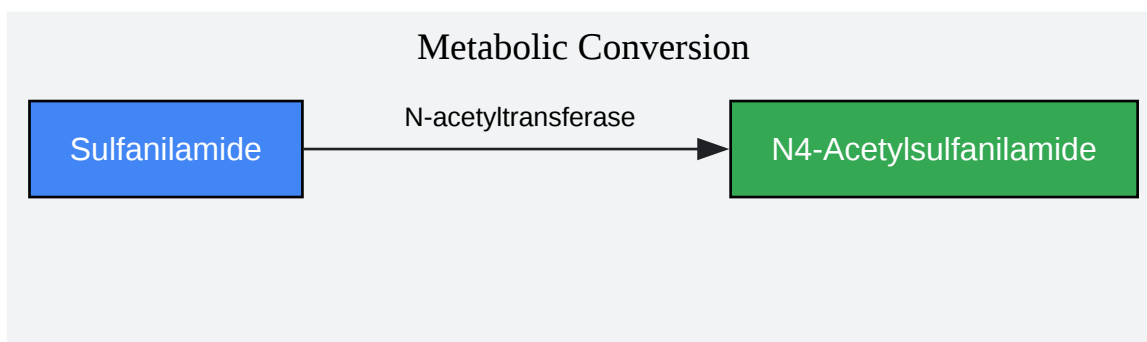 Metabolic Conversion
N-acetyltransferase
Sulfanilamide
N4-Acetylsulfanilamide